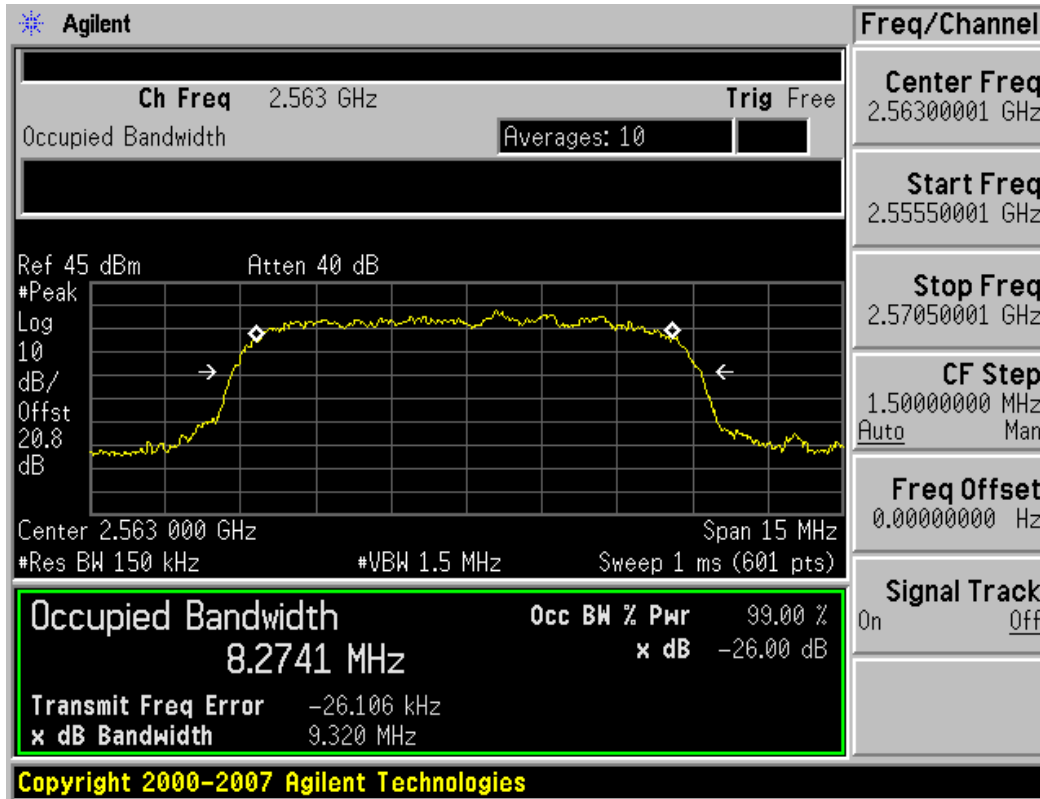 Agilent
Freq/Channel
Ch Freq 2.563 GHz Trig Free
Occupied Bandwidth Averages: 10
Ref 45 dBm Atten 40 dB
#Peak
Log
10
dB/
Offst
20.8
dB
Center 2.563 000 GHz Span 15 MHz
#Res BW 150 kHz #VBW 1.5 MHz Sweep 1 ms (601 pts)
Occupied Bandwidth Occ BW % Pwr 99.00 %
8.2741 MHz x dB -26.00 dB
Transmit Freq Error -26.106 kHz
x dB Bandwidth 9.320 MHz
Copyright 2000-2007 Agilent Technologies
Center Freq
2.56300001 GHz
Start Freq
2.55550001 GHz
Stop Freq
2.57050001 GHz
CF Step
1.50000000 MHz
Auto Man
Freq Offset
0.00000000 Hz
Signal Track
On Off